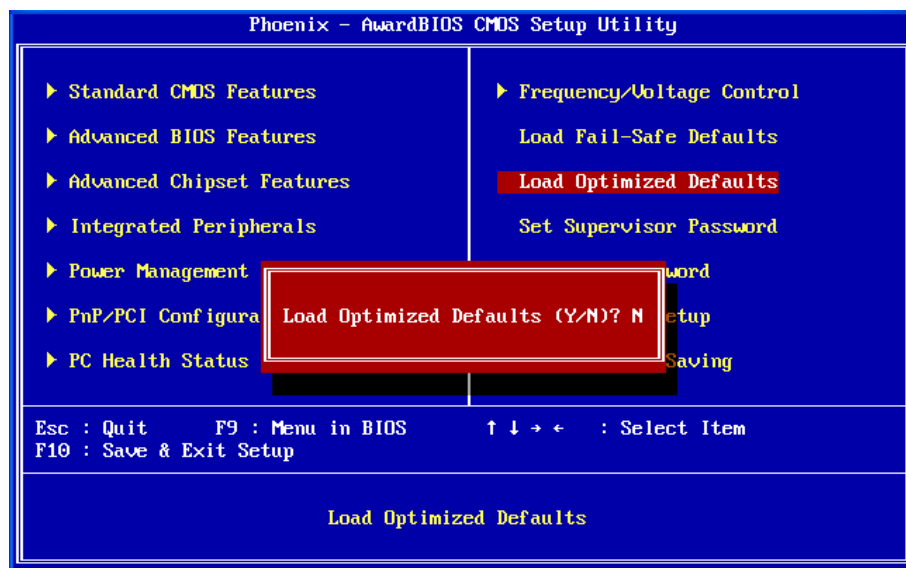 Phoenix - AwardBIOS CMOS Setup Utility
Standard CMOS Features
Advanced BIOS Features
Advanced Chipset Features
Integrated Peripherals
Power Management
PnP/PCI Configura
PC Health Status
Frequency/Voltage Control
Load Fail-Safe Defaults
Load Optimized Defaults
Set Supervisor Password
word
etup
Saving
Load Optimized Defaults (Y/N)? N
Esc : Quit F9 : Menu in BIOS ↑ ↓ → ← : Select Item
F10 : Save & Exit Setup
Load Optimized Defaults